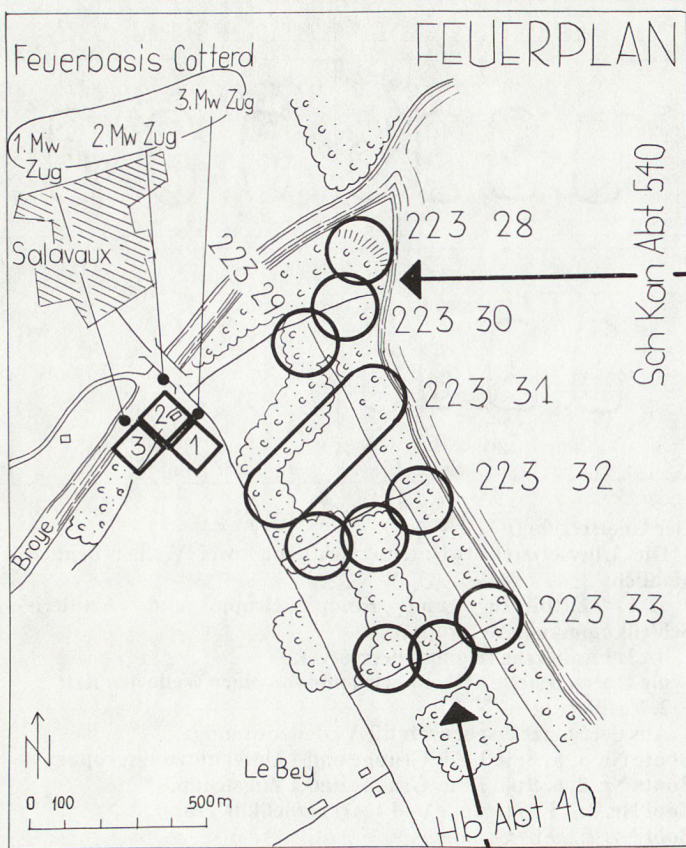 FEUERPLAN
Feuerbasis Cotterd
3. Mw Zug
2. Mw Zug
1. Mw
Zug
Salavaux
223 28
223 29
223 30
223 31
223 32
223 33
Sch Kan Abt 540
2
3
1
Broye
N
Le Bey
Hb Abt 40
0 100 500m